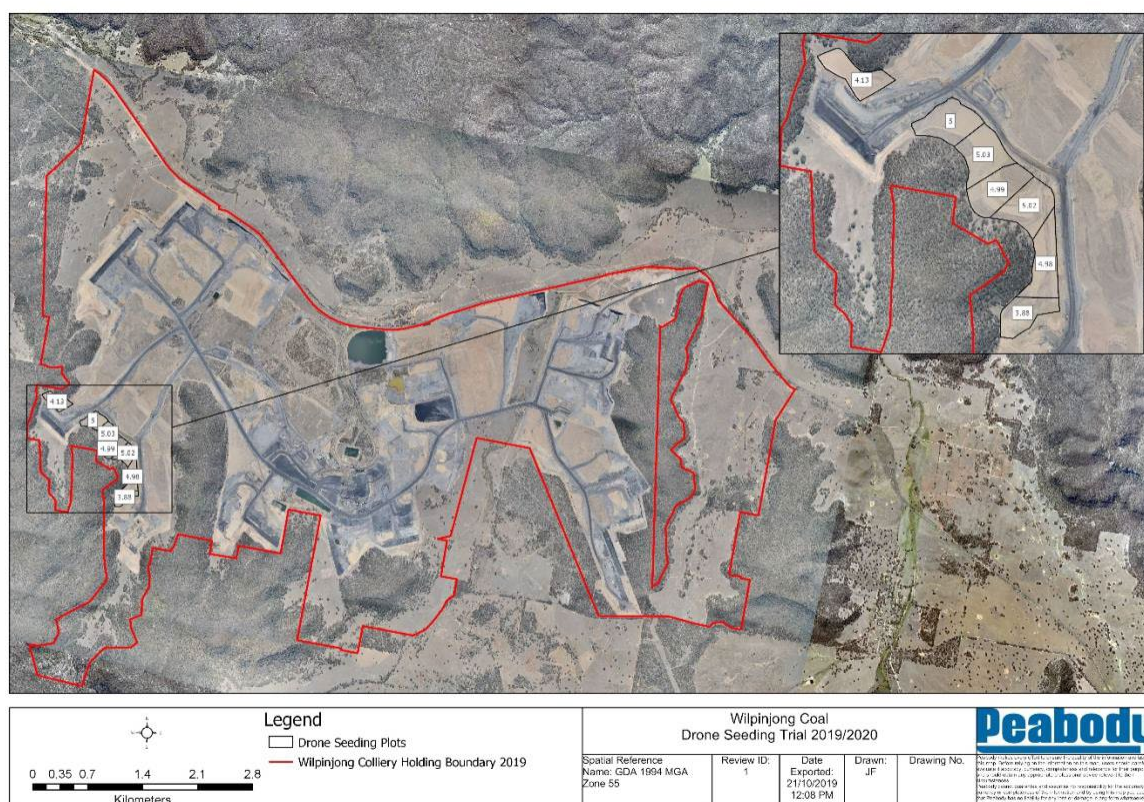 4.13
5
5.03
4.99
5.02
4.98
3.88
4.13
5
5.03
4.99
5.02
4.98
3.88
Legend
Drone Seeding Plots
Wilpinjong Colliery Holding Boundary 2019
0 0.35 0.7 1.4 2.1 2.8
Kilometers
Wilpinjong Coal
Drone Seeding Trial 2019/2020
Spatial Reference
Name: GDA 1994 MGA
Zone 55
Review ID:
1
Date
Exported:
21/10/2019
12:08 PM
Drawn:
JF
Drawing No.
Peabody